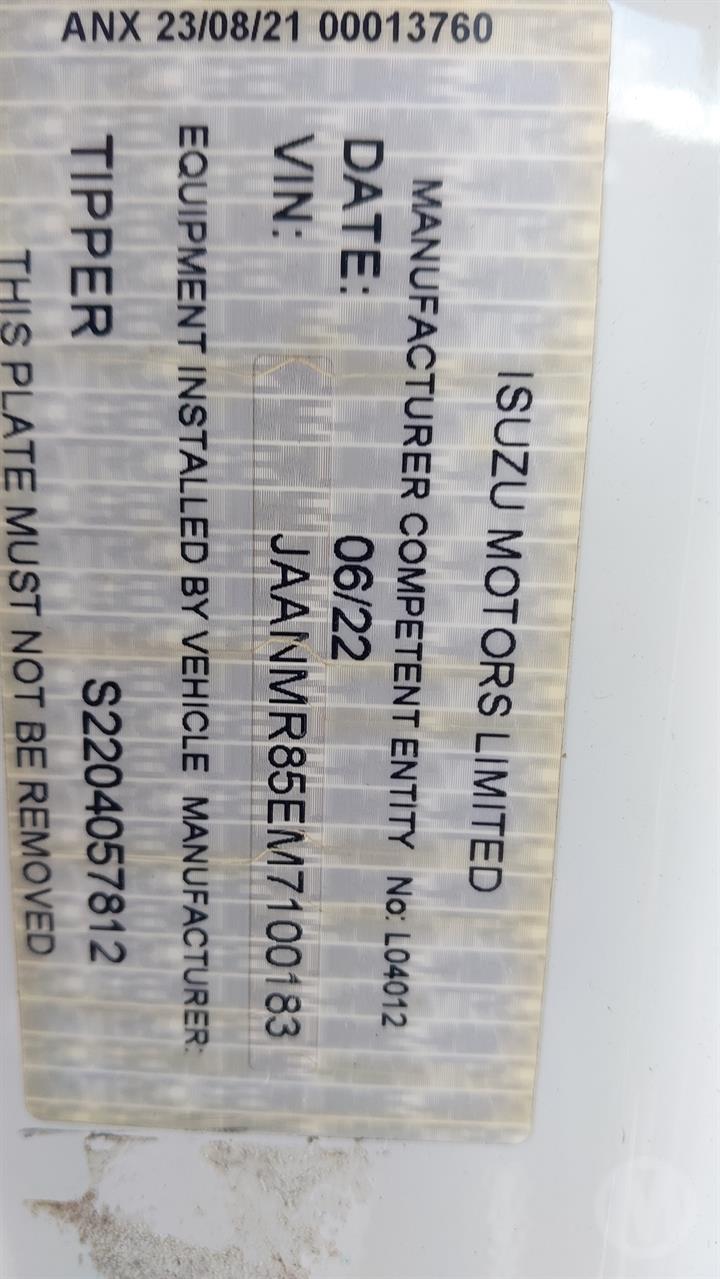 ANX 23/08/21 00013760
ISUZU MOTORS LIMITED
MANUFACTURER COMPETENT ENTITY No: L04012
DATE: 06/22
VIN: JAANMR85EM7100183
EQUIPMENT INSTALLED BY VEHICLE MANUFACTURER:
TIPPER S2204057812
THIS PLATE MUST NOT BE REMOVED
M